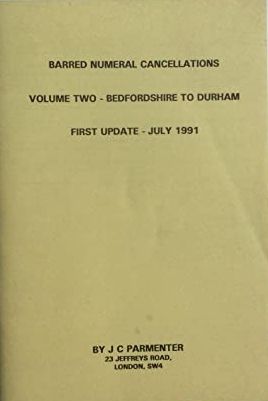 BARRED NUMERAL CANCELLATIONS
VOLUME TWO - BEDFORDSHIRE TO DURHAM
FIRST UPDATE - JULY 1991
BY J C PARMENTER
23 JEFFREYS ROAD,
LONDON, SW4